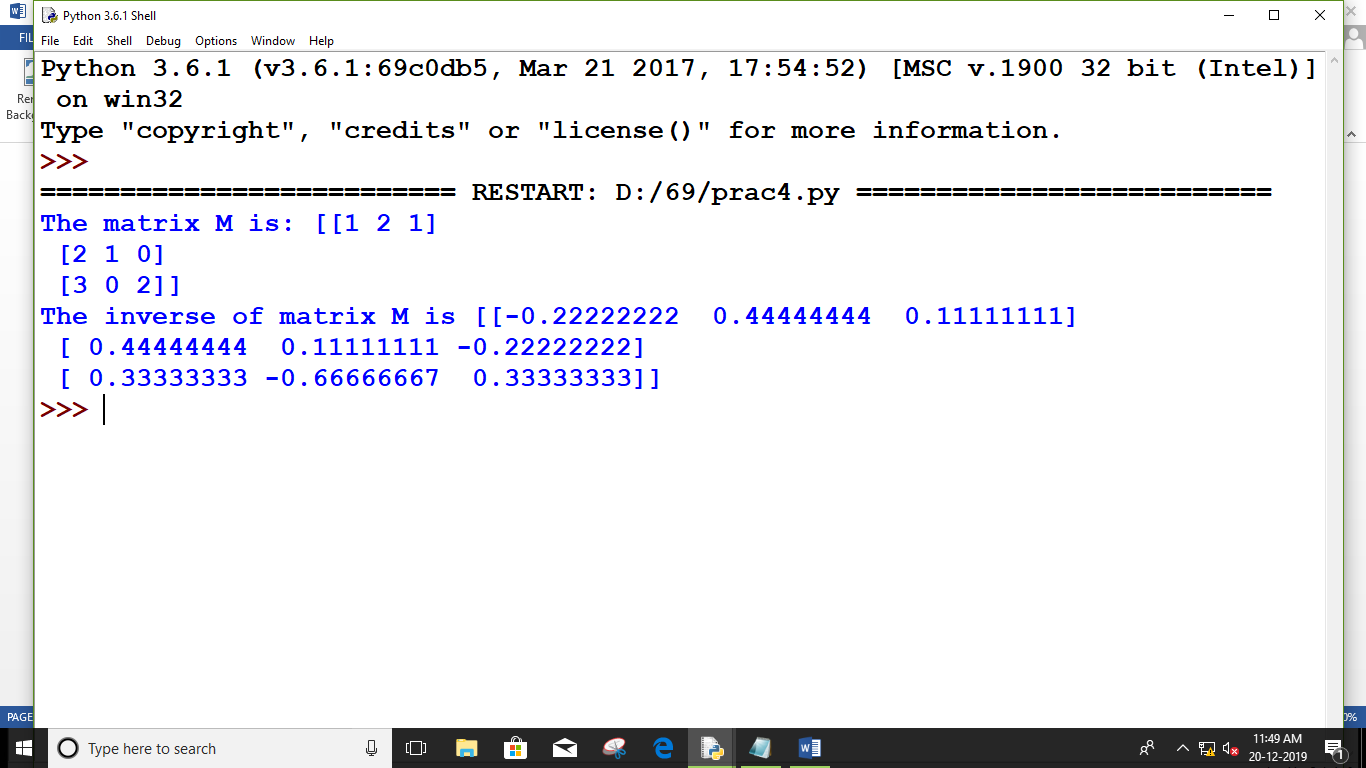 Python 3.6.1 Shell
FIL
File Edit Shell Debug Options Window Help
Python 3.6.1 (v3.6.1:69c0db5, Mar 21 2017, 17:54:52) [MSC v.1900 32 bit (Intel)]
on win32
Type "copyright", "credits" or "license()" for more information.
>>>
========================== RESTART: D:/69/prac4.py ==========================
The matrix M is: [[1 2 1]
[2 1 0]
[3 0 2]]
The inverse of matrix M is [[-0.22222222 0.44444444 0.11111111]
[ 0.44444444 0.11111111 -0.22222222]
[ 0.33333333 -0.66666667 0.33333333]]
>>>
PAGE
0%
Type here to search
11:49 AM
20-12-2019
1